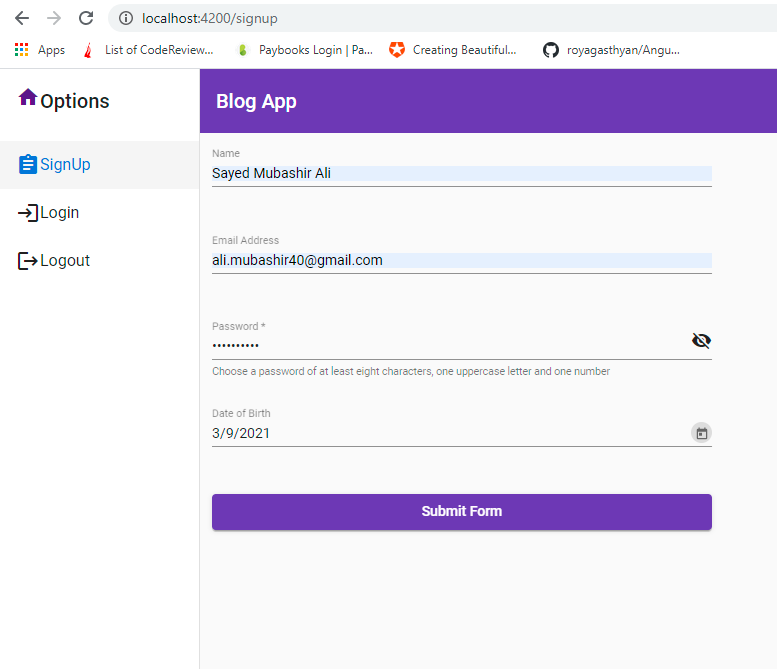 localhost:4200/signup
Apps List of CodeReview... Paybooks Login | Pa... Creating Beautiful... royagasthyan/Angu...
Options
Blog App
SignUp
Login
Logout
Name
Sayed Mubashir Ali
Email Address
ali.mubashir40@gmail.com
Password *
••••••••••
Choose a password of at least eight characters, one uppercase letter and one number
Date of Birth
3/9/2021
Submit Form